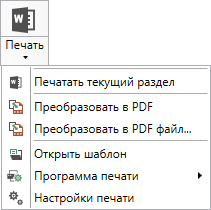 W
Печать
Печатать текущий раздел
Преобразовать в PDF
Преобразовать в PDF файл...
Открыть шаблон
Программа печати
Настройки печати